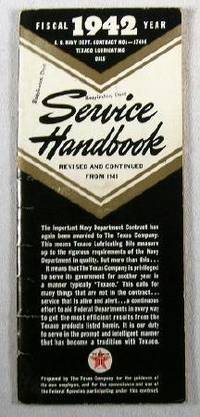 FISCAL 1942 YEAR
U. S. NAVY DEPT. CONTRACT NOs-
TEXACO LUBRICATING
OILS
Service
Handbook
REVISED AND CONTINUED
FROM 1941
The important Navy Department Contract has
again been awarded to The Texas Company.
This means Texaco Lubricating Oils measure
up to the rigorous requirements of the Navy
Department in quality. But more than this...
It means that The Texas Company is privileged
to serve its government for another year in
a manner typically "Texaco." This calls for
many things that are not in the contract...
service that is alive and alert...a continuous
effort to aid Federal Departments in every way
to get the most efficient results from the
Texaco products listed herein. It is our duty
to serve in the prompt and intelligent manner
that has become a tradition with Texaco.
Prepared by The Texas Company for the guidance of
its own employees, and for the convenience and use of
the Federal Agencies participating under this contract.